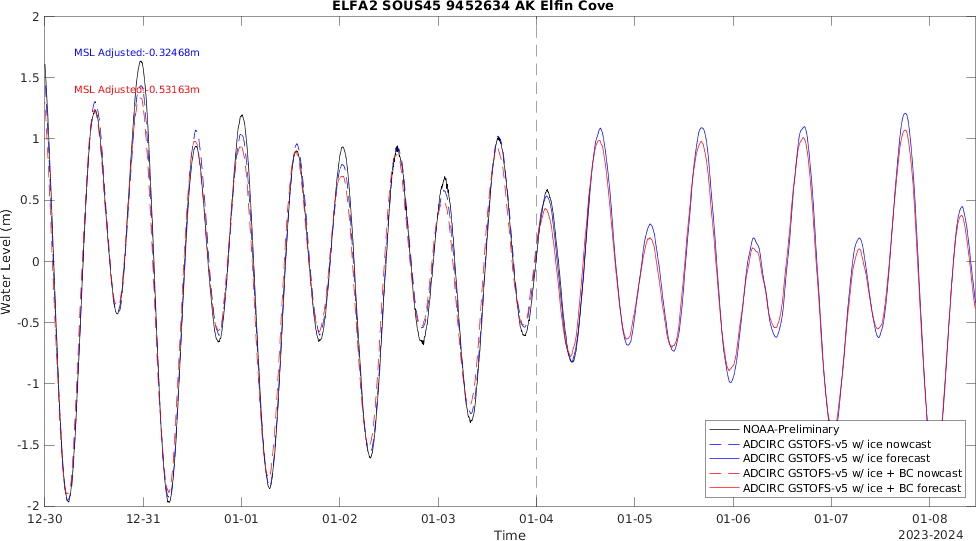 ELFA2 SOUS45 9452634 AK Elfin Cove
2
1.5
1
0.5
0
-0.5
-1
-1.5
-2
Water Level (m)
MSL Adjusted:-0.32468m
MSL Adjusted:-0.53163m
NOAA-Preliminary
ADCIRC GSTOFS-v5 w/ ice nowcast
ADCIRC GSTOFS-v5 w/ ice forecast
ADCIRC GSTOFS-v5 w/ ice + BC nowcast
ADCIRC GSTOFS-v5 w/ ice + BC forecast
12-30 12-31 01-01 01-02 01-03 01-04 01-05 01-06 01-07 01-08
Time
2023-2024